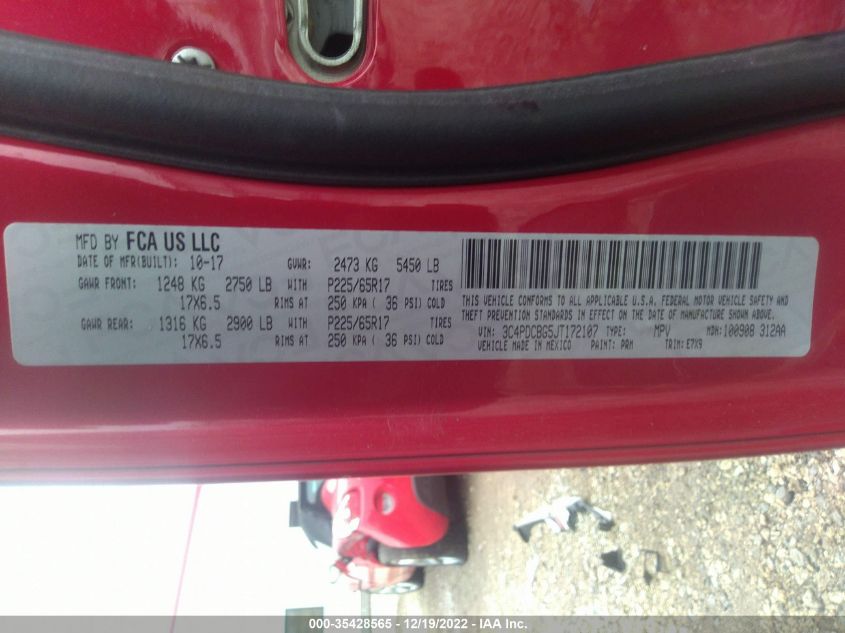 MFD BY FCA US LLC
DATE OF MFR(BUILT): 10-17 GVWR: 2473 KG 5450 LB
GAWR FRONT: 1248 KG 2750 LB WITH P225/65R17 TIRES
17X6.5 RIMS AT 250 KPA ( 36 PSI) COLD
GAWR REAR: 1316 KG 2900 LB WITH P225/65R17 TIRES
17X6.5 RIMS AT 250 KPA ( 36 PSI) COLD
THIS VEHICLE CONFORMS TO ALL APPLICABLE U.S.A. FEDERAL MOTOR VEHICLE SAFETY AND
THEFT PREVENTION STANDARDS IN EFFECT ON THE DATE OF MANUFACTURE SHOWN ABOVE.
VIN: 3C4PDCBG5JT172107 TYPE: MPV MDH: 100908 312AA
VEHICLE MADE IN MEXICO PAINT: PRM TRIM: E7X9
000-35428565 - 12/19/2022 - IAA Inc.